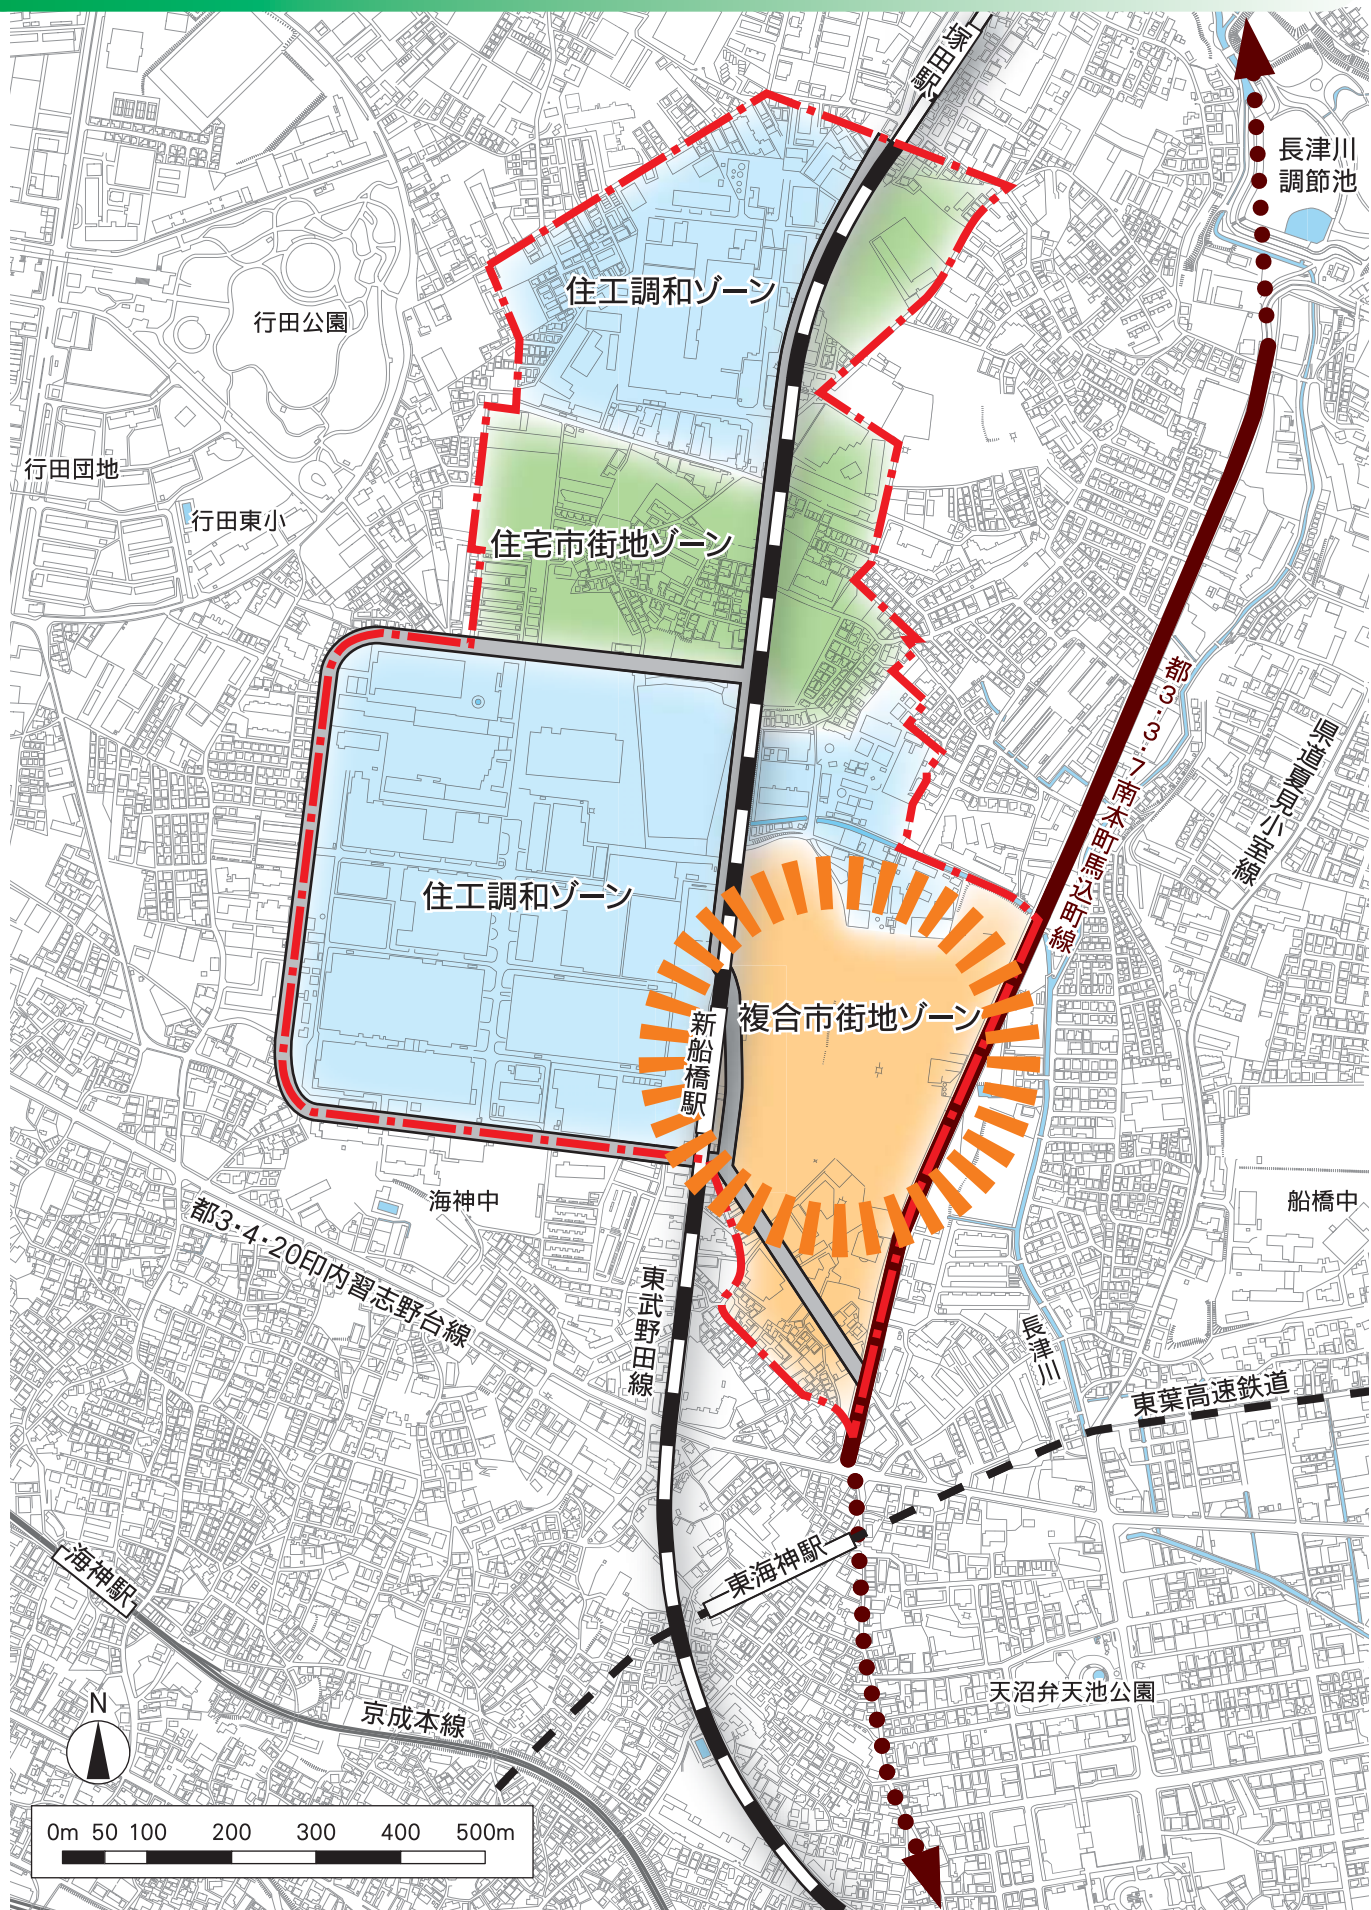 塚田駅
長津川
調節池
住工調和ゾーン
行田公園
行田団地
行田東小
住宅市街地ゾーン
都3・3・7南本町馬込町線
県道夏見小室線
住工調和ゾーン
複合市街地ゾーン
新船橋駅
海神中
船橋中
都3・4・20印内習志野台線
東武野田線
長津川
東葉高速鉄道
海神駅
東海神駅
天沼弁天池公園
京成本線
N
0m 50 100 200 300 400 500m